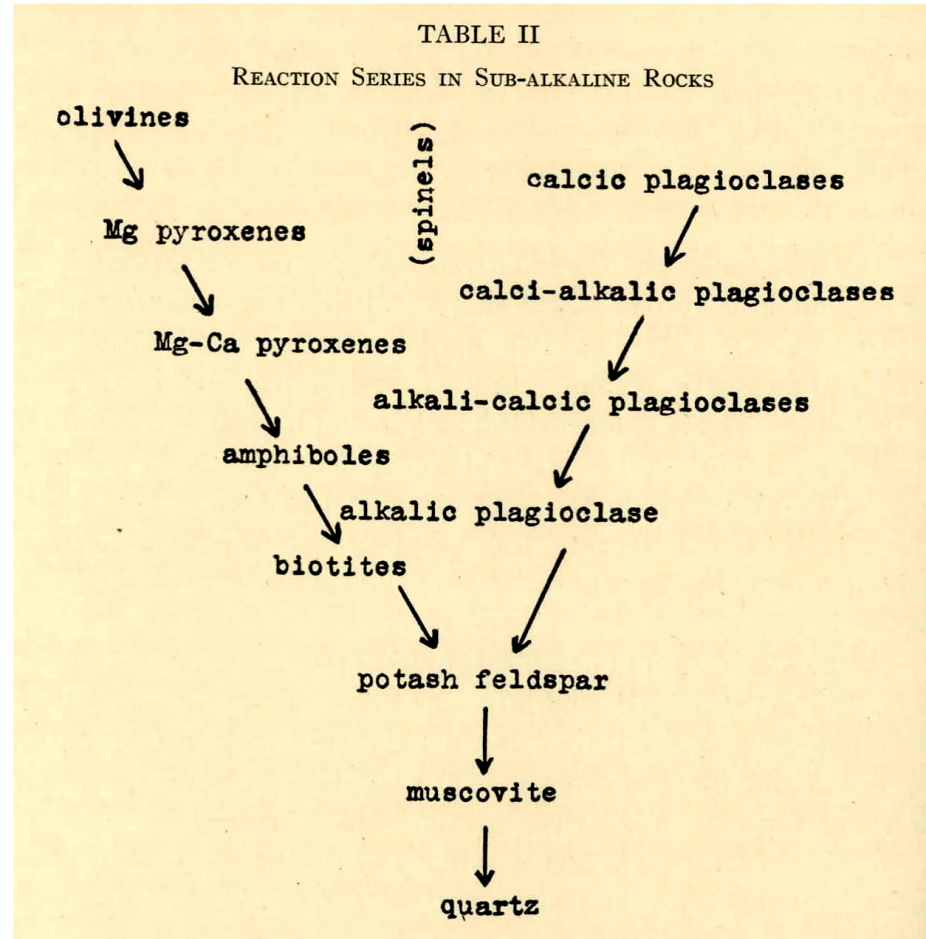 TABLE II
REACTION SERIES IN SUB-ALKALINE ROCKS
olivines
(spinels)
calcic plagioclases
Mg pyroxenes
calci-alkalic plagioclases
Mg-Ca pyroxenes
alkali-calcic plagioclases
amphiboles
alkalic plagioclase
biotites
potash feldspar
muscovite
quartz